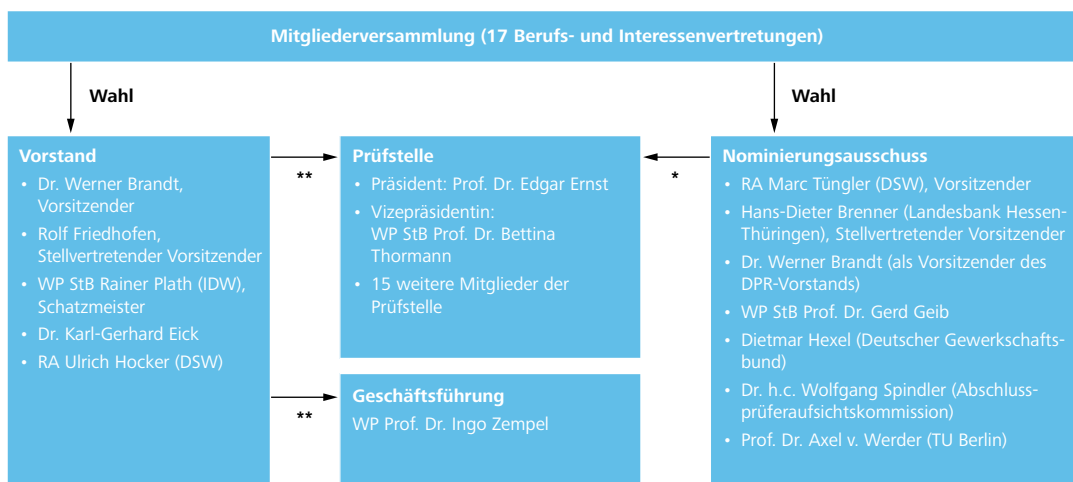 Mitgliederversammlung (17 Berufs- und Interessenvertretungen)
Wahl
Wahl
Vorstand
• Dr. Werner Brandt,
Vorsitzender
• Rolf Friedhofen,
Stellvertretender Vorsitzender
• WP StB Rainer Plath (IDW),
Schatzmeister
• Dr. Karl-Gerhard Eick
• RA Ulrich Hocker (DSW)
**
Prüfstelle
• Präsident: Prof. Dr. Edgar Ernst
• Vizepräsidentin:
WP StB Prof. Dr. Bettina
Thormann
• 15 weitere Mitglieder der
Prüfstelle
*
Nominierungsausschuss
• RA Marc Tüngler (DSW), Vorsitzender
• Hans-Dieter Brenner (Landesbank Hessen-
Thüringen), Stellvertretender Vorsitzender
• Dr. Werner Brandt (als Vorsitzender des
DPR-Vorstands)
• WP StB Prof. Dr. Gerd Geib
• Dietmar Hexel (Deutscher Gewerkschafts-
bund)
• Dr. h.c. Wolfgang Spindler (Abschluss-
prüferaufsichtskommission)
• Prof. Dr. Axel v. Werder (TU Berlin)
**
Geschäftsführung
WP Prof. Dr. Ingo Zempel